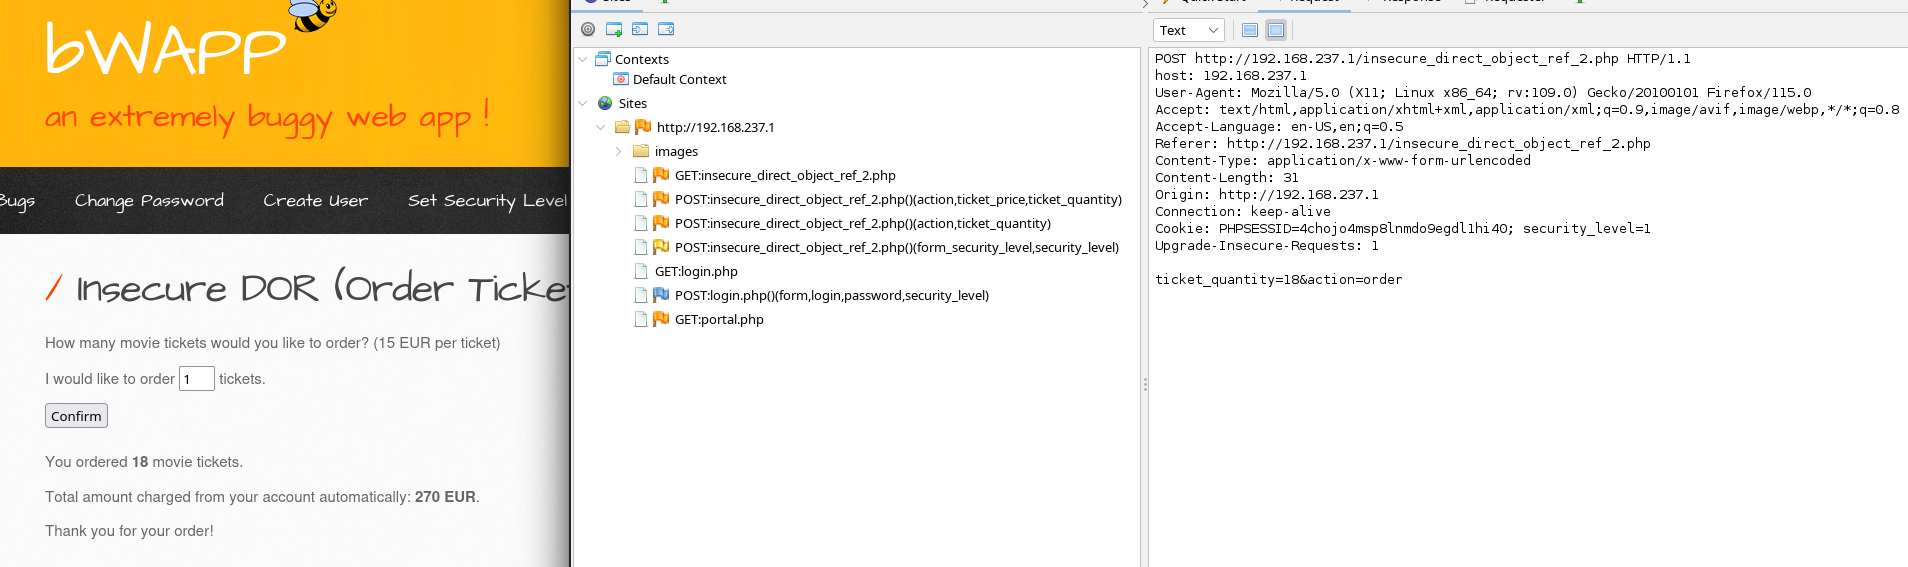 bWAPP
an extremely buggy web app !
Bugs
Change Password
Create User
Set Security Level
/ Insecure DOR (Order Ticke
How many movie tickets would you like to order? (15 EUR per ticket)
I would like to order 1 tickets.
Confirm
You ordered 18 movie tickets.
Total amount charged from your account automatically: 270 EUR.
Thank you for your order!
Contexts
Default Context
Sites
http://192.168.237.1
images
GET:insecure_direct_object_ref_2.php
POST:insecure_direct_object_ref_2.php()(action,ticket_price,ticket_quantity)
POST:insecure_direct_object_ref_2.php()(action,ticket_quantity)
POST:insecure_direct_object_ref_2.php()(form_security_level,security_level)
GET:login.php
POST:login.php()(form,login,password,security_level)
GET:portal.php
Text
POST http://192.168.237.1/insecure_direct_object_ref_2.php HTTP/1.1
host: 192.168.237.1
User-Agent: Mozilla/5.0 (X11; Linux x86_64; rv:109.0) Gecko/20100101 Firefox/115.0
Accept: text/html,application/xhtml+xml,application/xml;q=0.9,image/avif,image/webp,*/*;q=0.8
Accept-Language: en-US,en;q=0.5
Referer: http://192.168.237.1/insecure_direct_object_ref_2.php
Content-Type: application/x-www-form-urlencoded
Content-Length: 31
Origin: http://192.168.237.1
Connection: keep-alive
Cookie: PHPSESSID=4chojo4msp8lnmdo9egdl1hi40; security_level=1
Upgrade-Insecure-Requests: 1
ticket_quantity=18&action=order